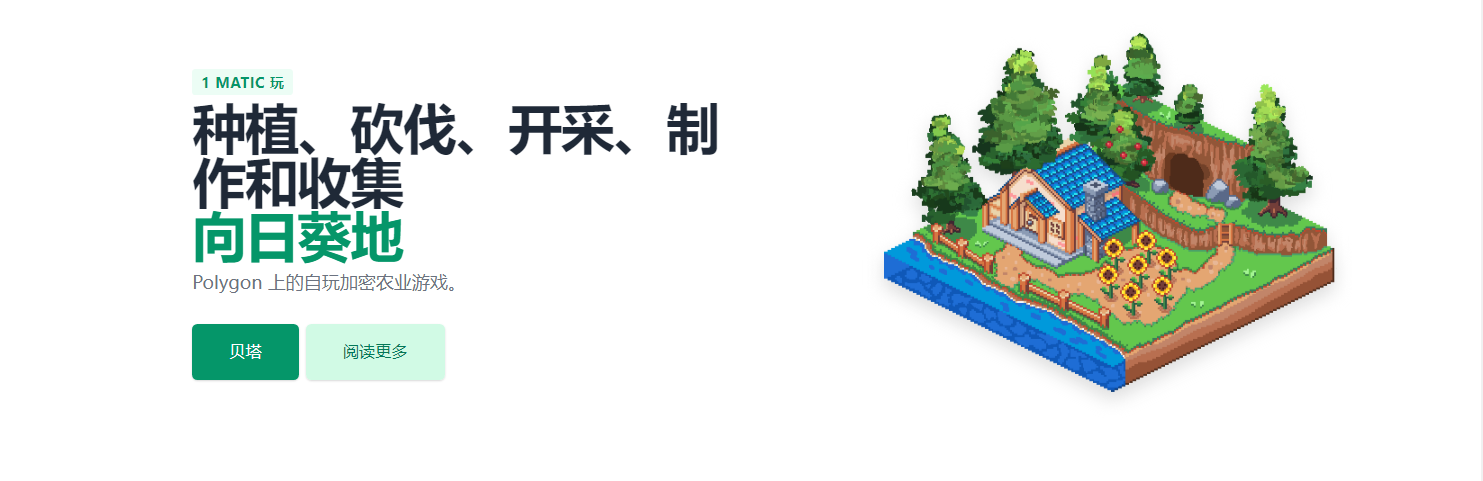 1 MATIC 玩
种植、砍伐、开采、制
作和收集
向日葵地
Polygon 上的自玩加密农业游戏。
贝塔
阅读更多